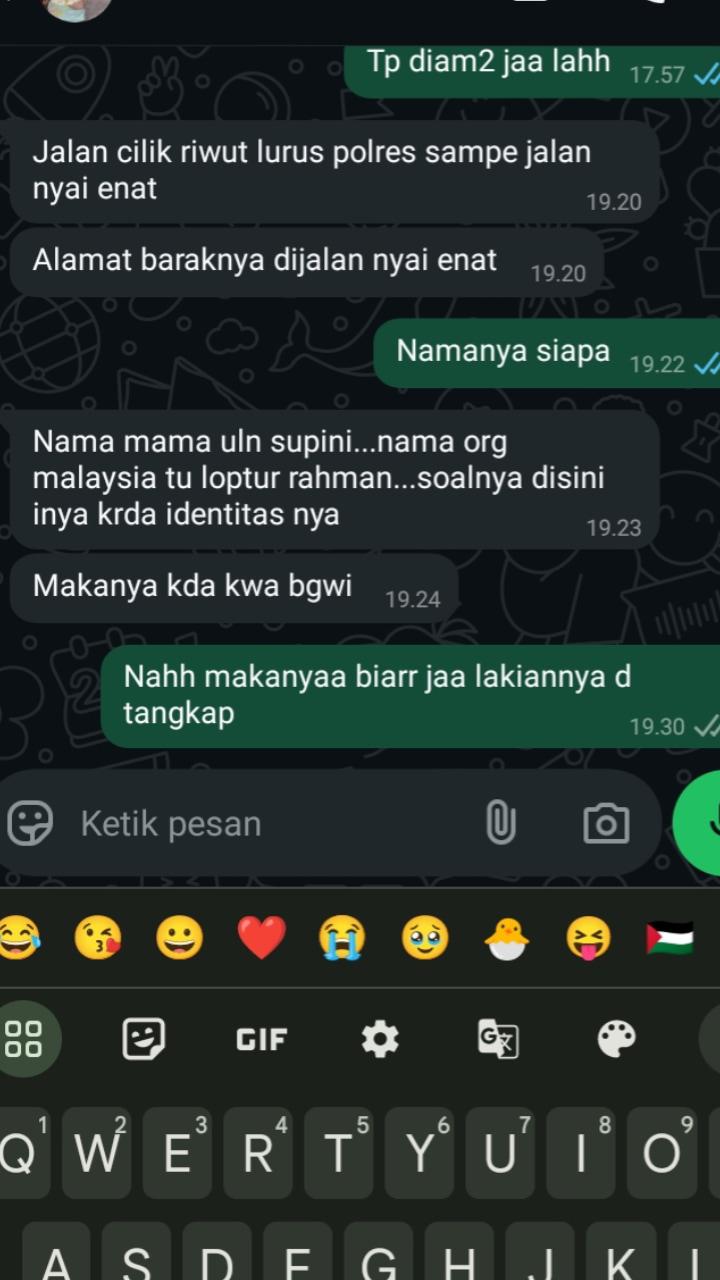 Tp diam2 jaa lahh 17.57
Jalan cilik riwut lurus polres sampe jalan
nyai enat 19.20
Alamat baraknya dijalan nyai enat 19.20
Namanya siapa 19.22
Nama mama uln supini...nama org
malaysia tu loptur rahman...soalnya disini
inya krda identitas nya 19.23
Makanya kda kwa bgwi 19.24
Nahh makanyaa biarr jaa lakiannya d
tangkap 19.30
Ketik pesan
GIF
1 2 3 4 5 6 7 8 9
Q W E R T Y U I O
A S D F G H J K L